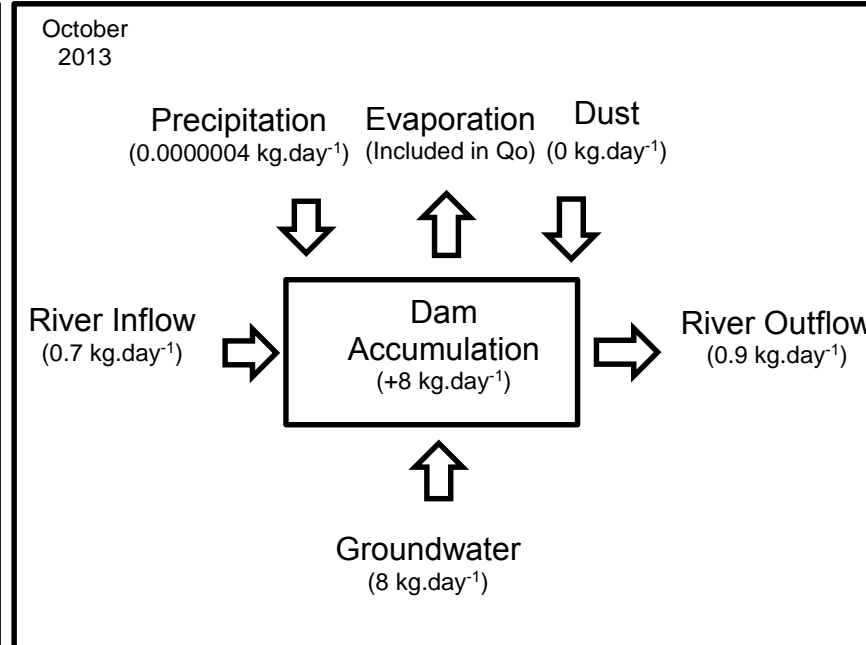 October
2013
Precipitation
(0.0000004 kg.day⁻¹)
Evaporation
(Included in Qo)
Dust
(0 kg.day⁻¹)
River Inflow
(0.7 kg.day⁻¹)
Dam
Accumulation
(+8 kg.day⁻¹)
River Outflow
(0.9 kg.day⁻¹)
Groundwater
(8 kg.day⁻¹)